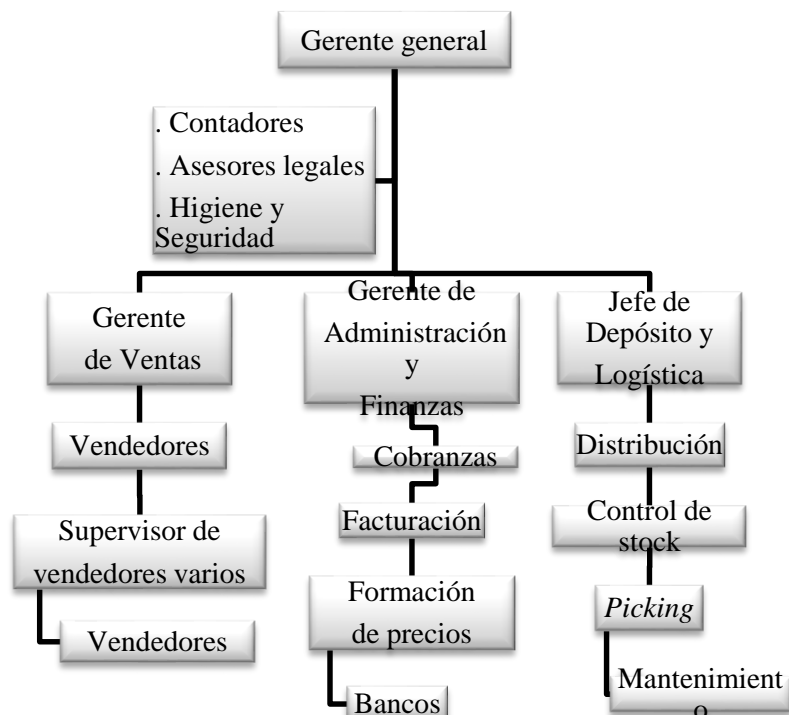 Gerente general
. Contadores
. Asesores legales
. Higiene y
Seguridad
Gerente
de Ventas
Vendedores
Supervisor de
vendedores varios
Vendedores
Gerente de
Administración
y
Finanzas
Cobranzas
Facturación
Formación
de precios
Bancos
Jefe de
Depósito y
Logística
Distribución
Control de
stock
Picking
Mantenimient
o